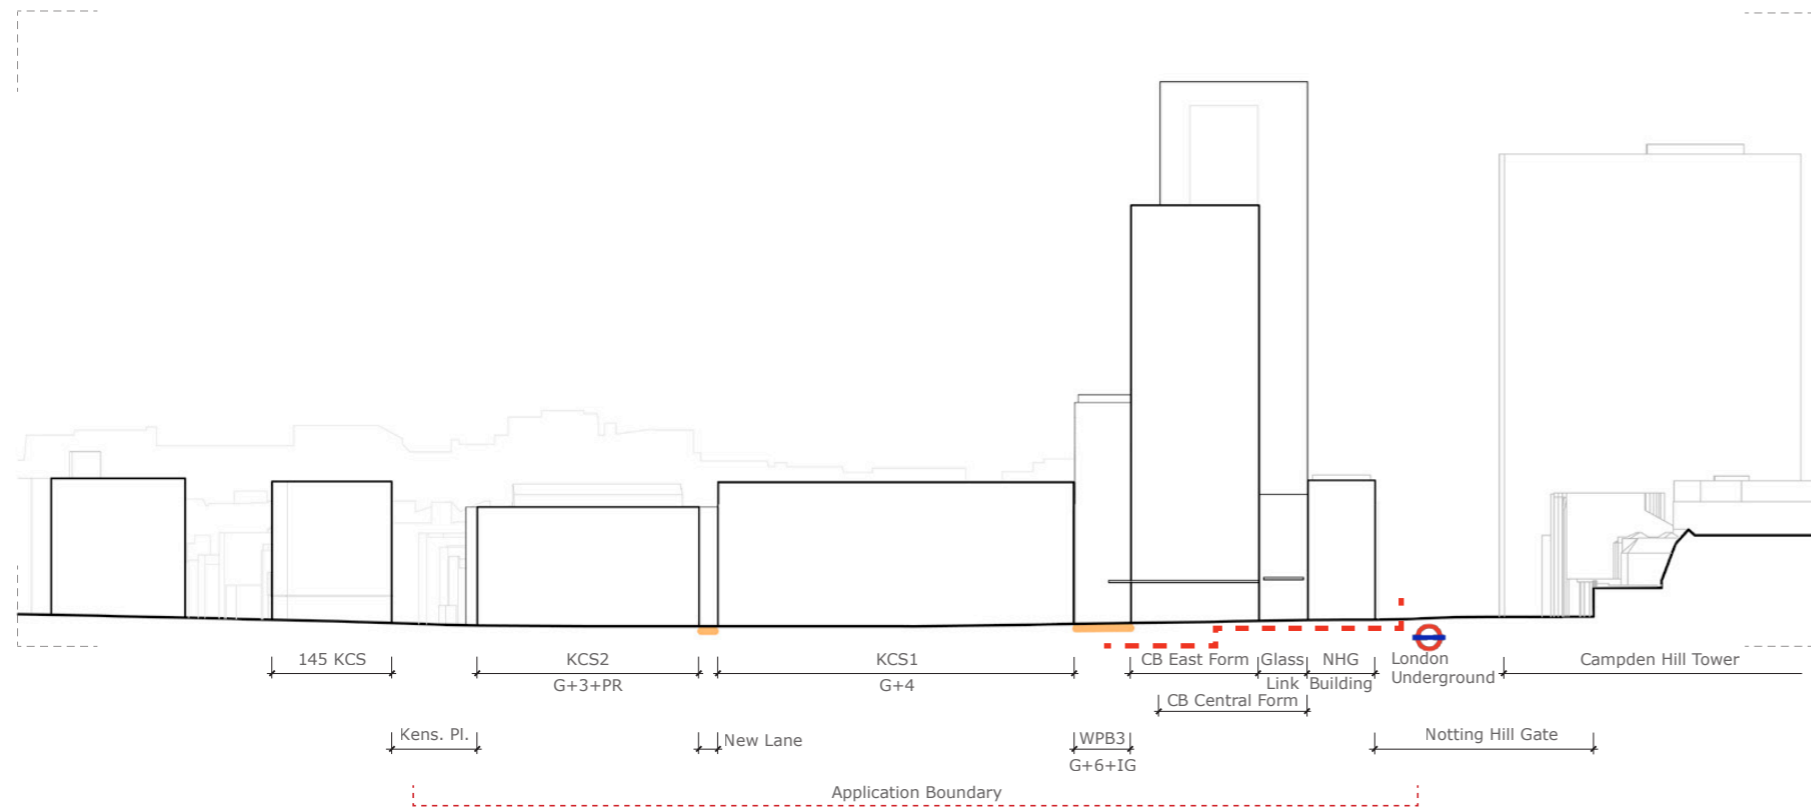 145 KCS
KCS2
G+3+PR
KCS1
G+4
CB East Form
Glass
Link
NHG
Building
London
Underground
Campden Hill Tower
CB Central Form
Kens. Pl.
New Lane
WPB3
G+6+IG
Notting Hill Gate
Application Boundary